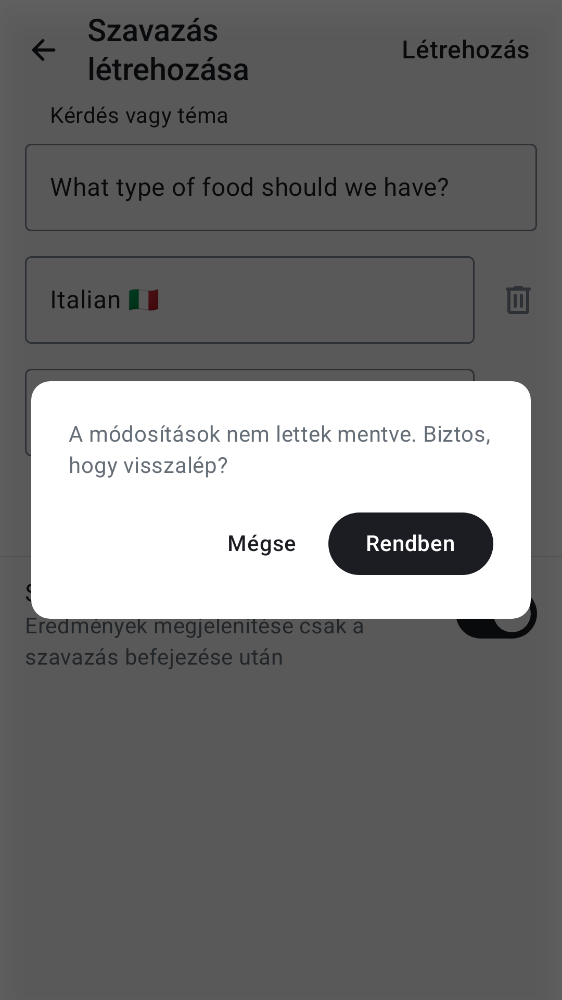 Szavazás
létrehozása
Létrehozás
Kérdés vagy téma
What type of food should we have?
Italian 🇮🇹
A módosítások nem lettek mentve. Biztos,
hogy visszalép?
Mégse
Rendben
Eredmények megjelenítése csak a
szavazás befejezése után